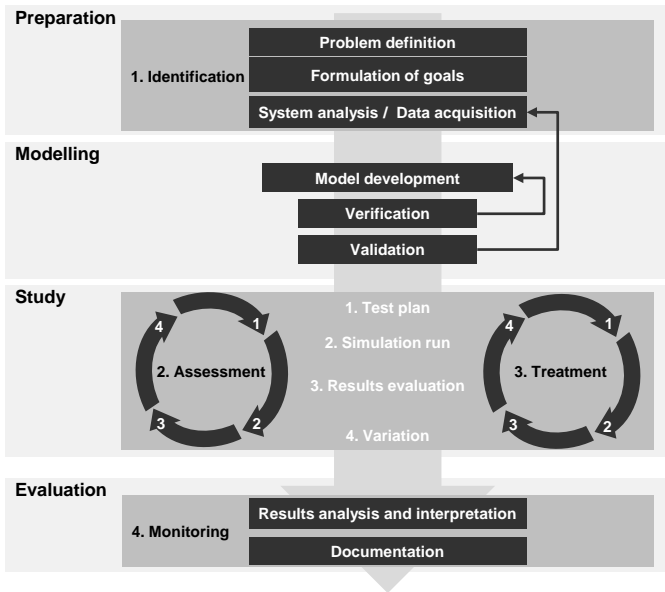 Preparation
1. Identification
Problem definition
Formulation of goals
System analysis / Data acquisition
Modelling
Model development
Verification
Validation
Study
4
1
2. Assessment
3
2
1. Test plan
2. Simulation run
3. Results evaluation
4. Variation
4
1
3. Treatment
3
2
Evaluation
4. Monitoring
Results analysis and interpretation
Documentation